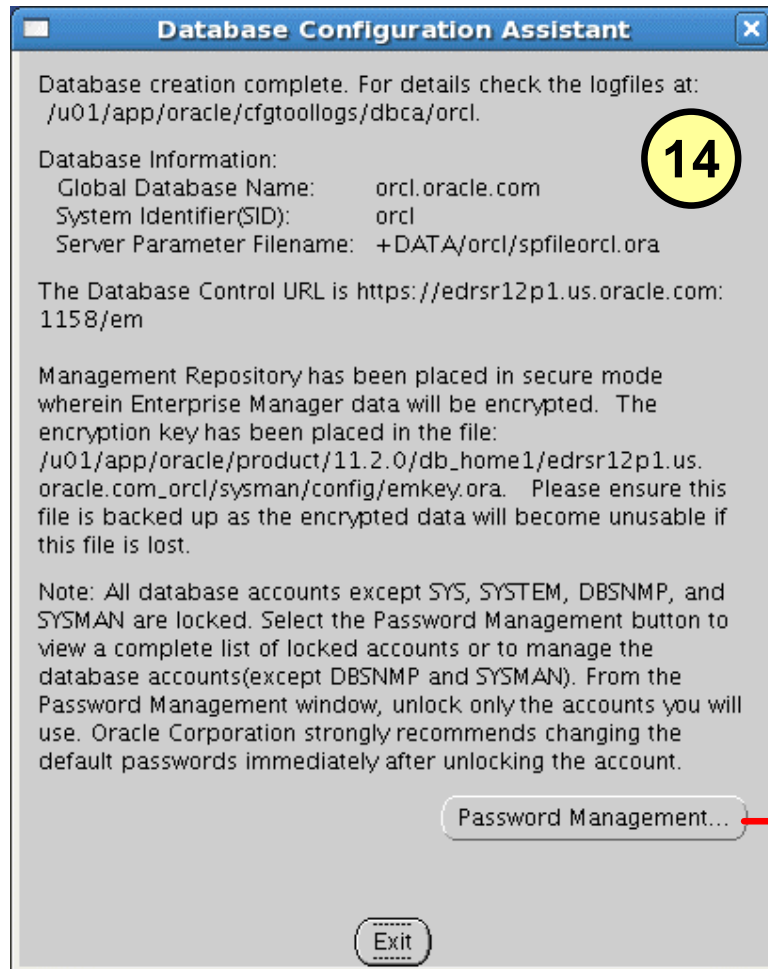 Database Configuration Assistant
Database creation complete. For details check the logfiles at:
/u01/app/oracle/cfgtoollogs/dbca/orcl.
14
Database Information:
Global Database Name: orcl.oracle.com
System Identifier(SID): orcl
Server Parameter Filename: +DATA/orcl/spfileorcl.ora
The Database Control URL is https://edrsr12p1.us.oracle.com:
1158/em
Management Repository has been placed in secure mode
wherein Enterprise Manager data will be encrypted. The
encryption key has been placed in the file:
/u01/app/oracle/product/11.2.0/db_home1/edrsr12p1.us.
oracle.com_orcl/sysman/config/emkey.ora. Please ensure this
file is backed up as the encrypted data will become unusable if
this file is lost.
Note: All database accounts except SYS, SYSTEM, DBSNMP, and
SYSMAN are locked. Select the Password Management button to
view a complete list of locked accounts or to manage the
database accounts(except DBSNMP and SYSMAN). From the
Password Management window, unlock only the accounts you will
use. Oracle Corporation strongly recommends changing the
default passwords immediately after unlocking the account.
Password Management...
Exit